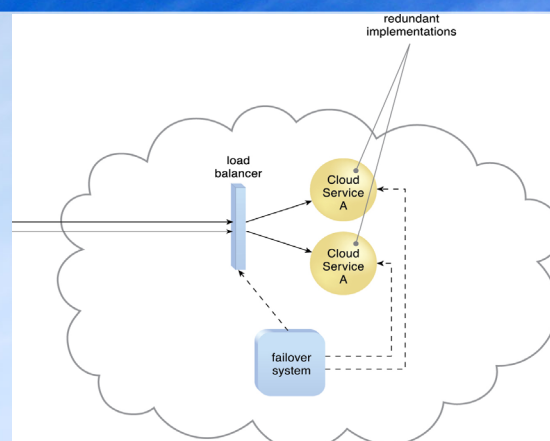 redundant
implementations
load
balancer
Cloud
Service
A
Cloud
Service
A
failover
system